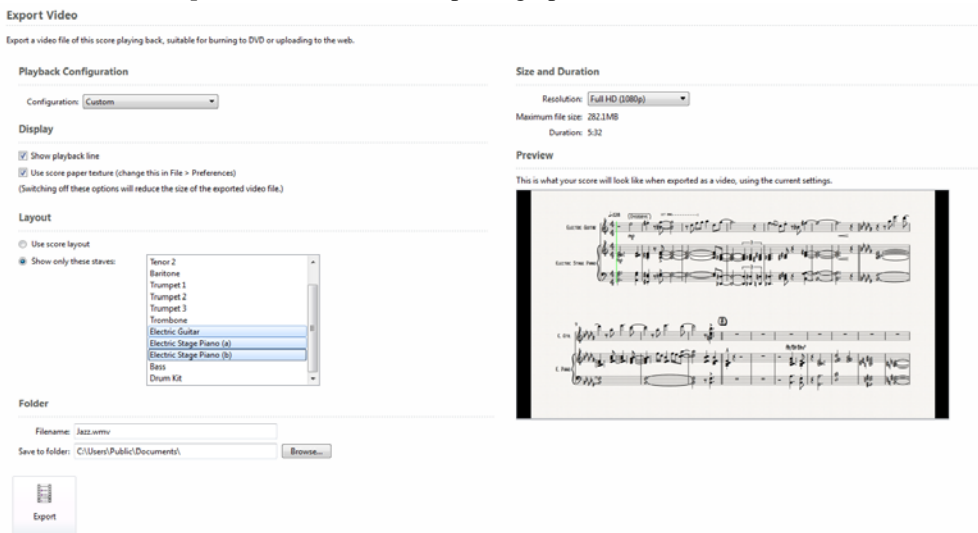 Export Video
Export a video file of this score playing back, suitable for burning to DVD or uploading to the web.
Playback Configuration
Configuration: Custom
Display
Show playback line
Use score paper texture (change this in File > Preferences)
(Switching off these options will reduce the size of the exported video file.)
Layout
Use score layout
Show only these staves:
Tenor 2
Baritone
Trumpet 1
Trumpet 2
Trumpet 3
Trombone
Electric Guitar
Electric Stage Piano (a)
Electric Stage Piano (b)
Bass
Drum Kit
Folder
Filename: Jazz.wmv
Save to folder: C:\Users\Public\Documents\
Browse...
Export
Size and Duration
Resolution: Full HD (1080p)
Maximum file size: 282.1MB
Duration: 5:32
Preview
This is what your score will look like when exported as a video, using the current settings.
Electric Guitar
Electric Stage Piano
E. Piano